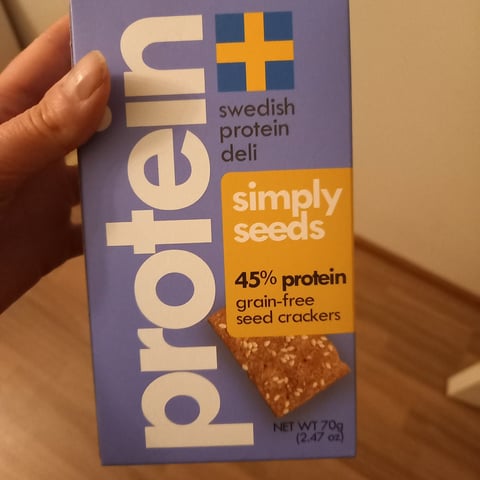 protein
swedish
protein
deli
simply
seeds
45% protein
grain-free
seed crackers
NET WT 70g
(2.47 oz)